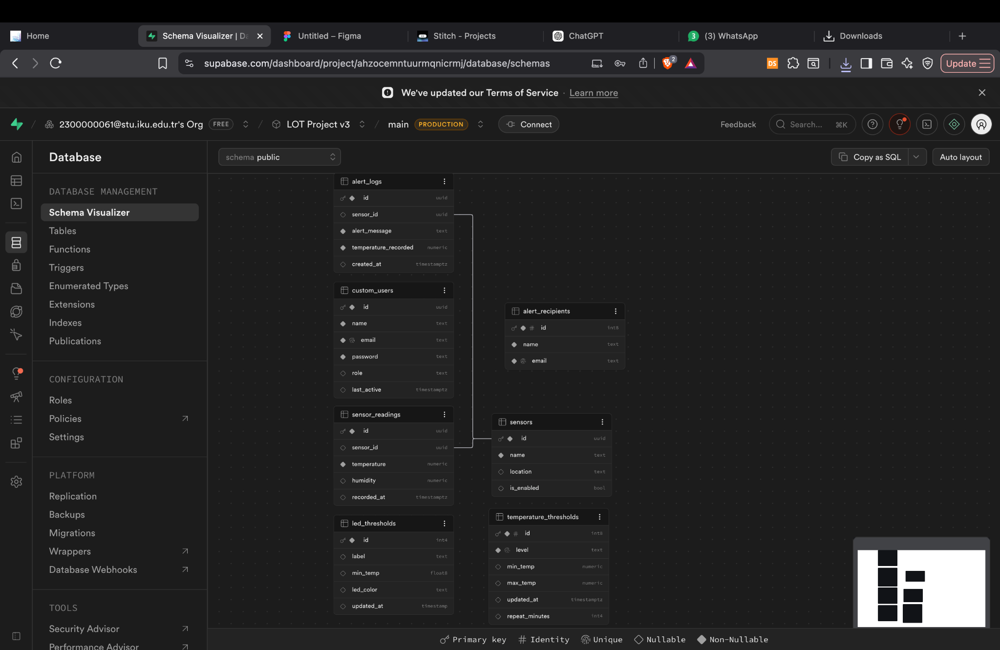 Home
Schema Visualizer | Da
Untitled – Figma
Stitch - Projects
ChatGPT
3 (3) WhatsApp
Downloads
supabase.com/dashboard/project/ahzocemntuurmqnicrmj/database/schemas
2
DS
Update
We've updated our Terms of Service · Learn more
/ 2300000061@stu.iku.edu.tr's Org FREE / LOT Project v3 / main PRODUCTION Connect
Feedback
Search... ⌘K
Database
schema public
Copy as SQL
Auto layout
DATABASE MANAGEMENT
Schema Visualizer
Tables
Functions
Triggers
Enumerated Types
Extensions
Indexes
Publications
CONFIGURATION
Roles
Policies
Settings
PLATFORM
Replication
Backups
Migrations
Wrappers
Database Webhooks
TOOLS
Security Advisor
Performance Advisor
alert_logs
id uuid
sensor_id uuid
alert_message text
temperature_recorded numeric
created_at timestamptz
custom_users
id uuid
name text
email text
password text
role text
last_active timestamptz
sensor_readings
id uuid
sensor_id uuid
temperature numeric
humidity numeric
recorded_at timestamptz
led_thresholds
id int4
label text
min_temp float8
led_color text
updated_at timestamp
alert_recipients
# id int8
name text
email text
sensors
id uuid
name text
location text
is_enabled bool
temperature_thresholds
# id int8
level text
min_temp numeric
max_temp numeric
updated_at timestamptz
repeat_minutes int4
Primary key # Identity Unique Nullable Non-Nullable